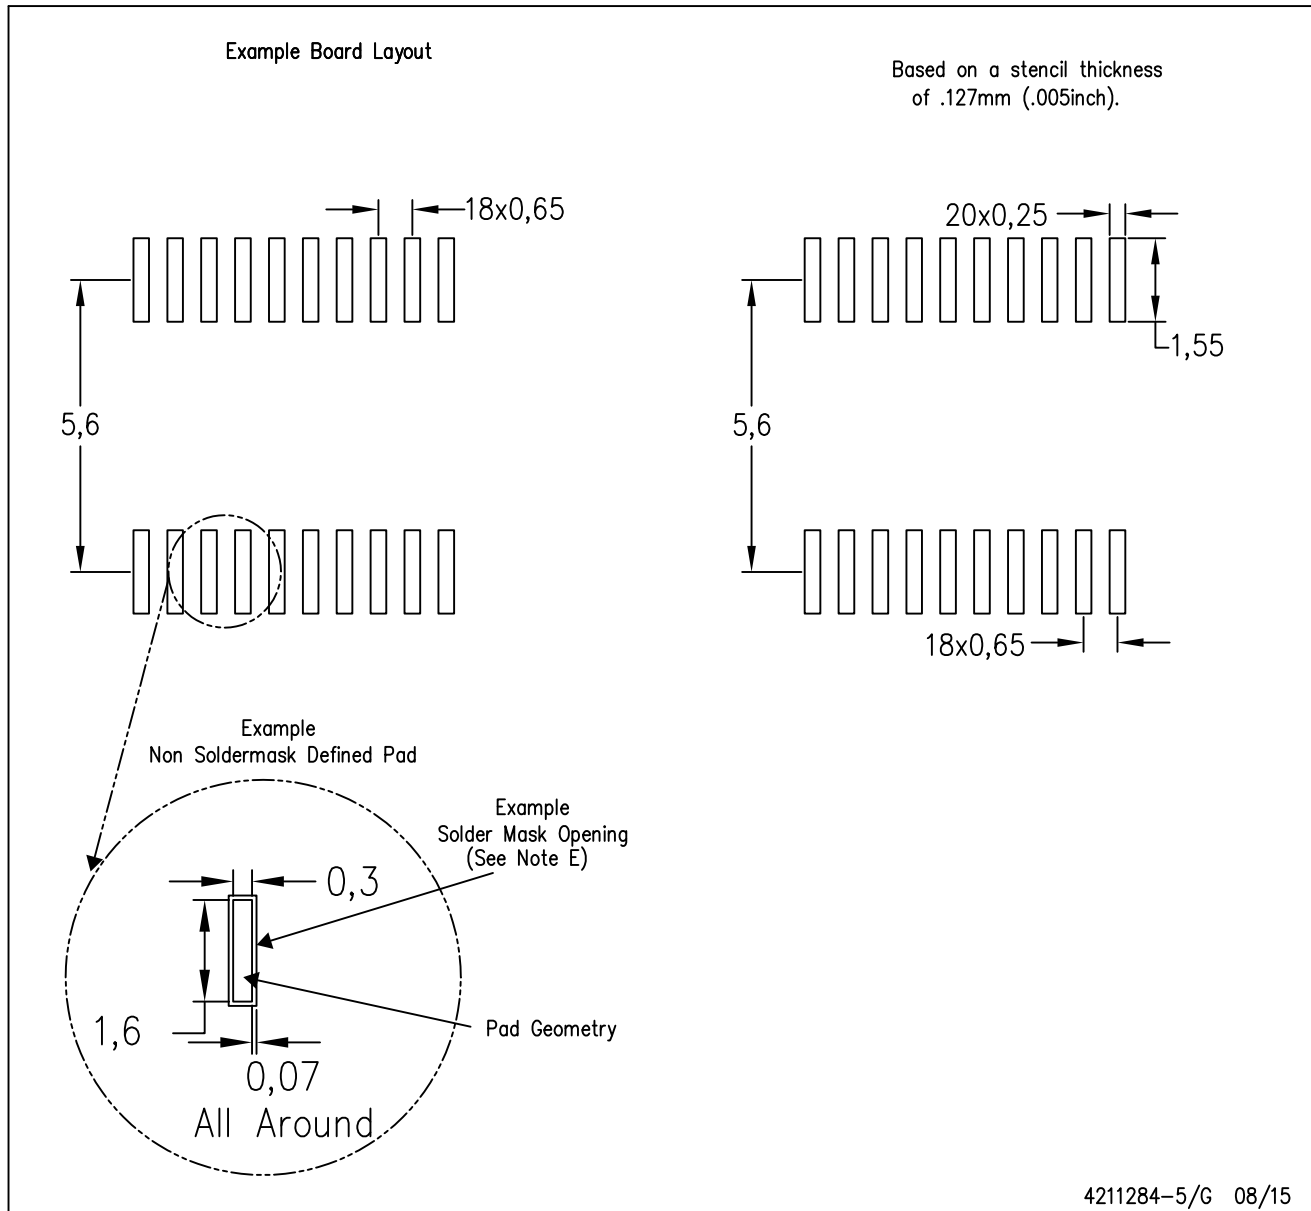 Example Board Layout
Based on a stencil thickness
of .127mm (.005inch).
18x0,65
20x0,25
1,55
5,6
5,6
18x0,65
Example
Non Soldermask Defined Pad
Example
Solder Mask Opening
(See Note E)
0,3
1,6
Pad Geometry
0,07
All Around
4211284-5/G 08/15